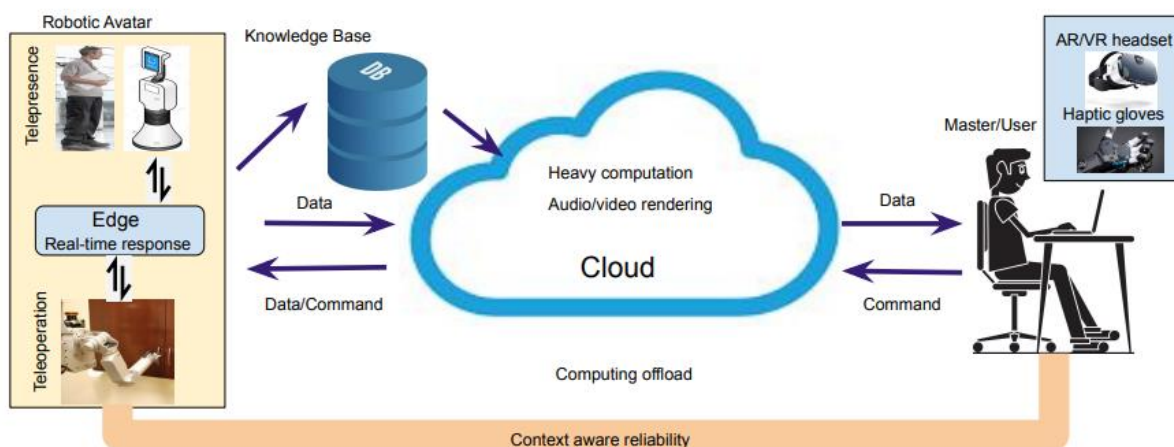 Robotic Avatar
Telepresence
Edge
Real-time response
Teleoperation
Knowledge Base
DB
Data
Data/Command
Heavy computation
Audio/video rendering
Cloud
Computing offload
Data
Command
Master/User
AR/VR headset
Haptic gloves
Context aware reliability